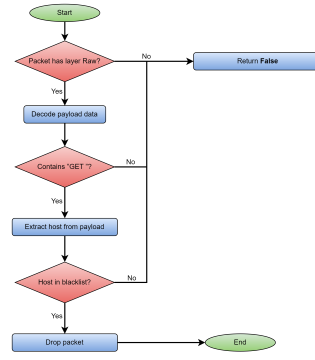 Start
Packet has layer Raw?
No
Return False
Yes
Decode payload data
Contains "GET "?
No
Yes
Extract host from payload
Host in blacklist?
No
Yes
Drop packet
End